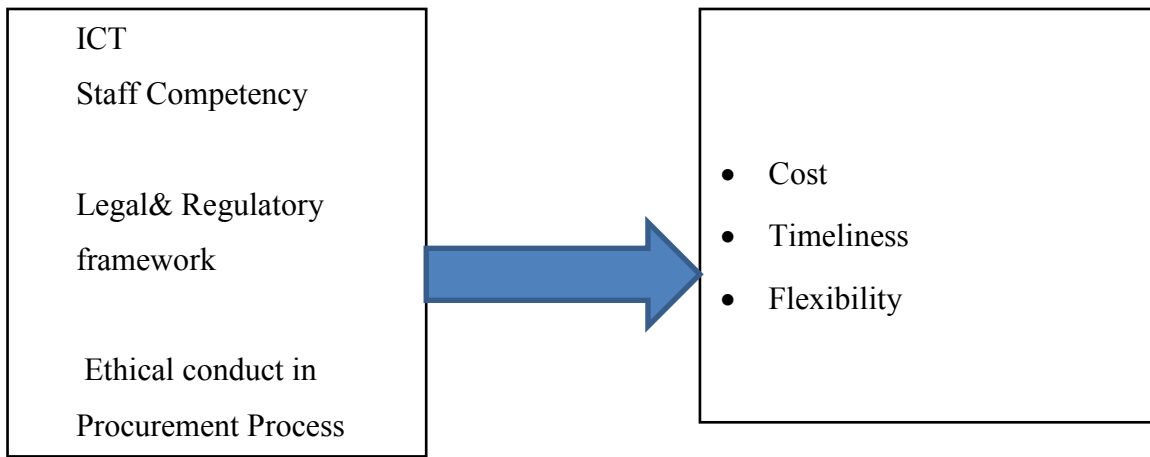 ICT
Staff Competency
Legal& Regulatory
framework
Ethical conduct in
Procurement Process
• Cost
• Timeliness
• Flexibility